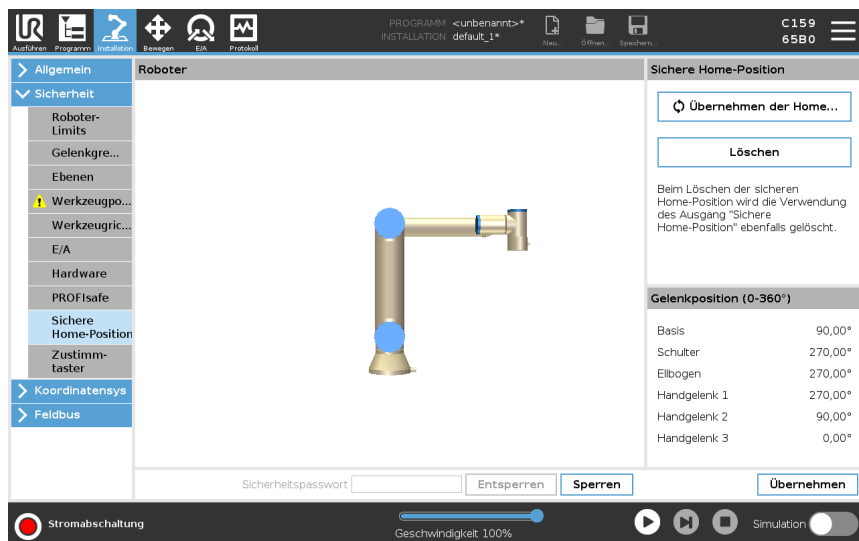 PROGRAMM <unbenannt>*
INSTALLATION default_1*
C159
65B0
Ausführen Programm Installation Bewegen E/A Protokoll
Neu... Öffnen... Speichern...
Allgemein
Sicherheit
Roboter-
Limits
Gelenkgre...
Ebenen
Werkzeugpo...
Werkzeugric...
E/A
Hardware
PROFIsafe
Sichere
Home-Position
Zustimm-
taster
Koordinatensys
Feldbus
Roboter
Sichere Home-Position
Übernehmen der Home...
Löschen
Beim Löschen der sicheren
Home-Position wird die Verwendung
des Ausgang "Sichere
Home-Position" ebenfalls gelöscht.
Gelenkposition (0-360°)
Basis 90,00°
Schulter 270,00°
Ellbogen 270,00°
Handgelenk 1 270,00°
Handgelenk 2 90,00°
Handgelenk 3 0,00°
Sicherheitspasswort Entsperren Sperren Übernehmen
Stromabschaltung
Geschwindigkeit 100%
Simulation